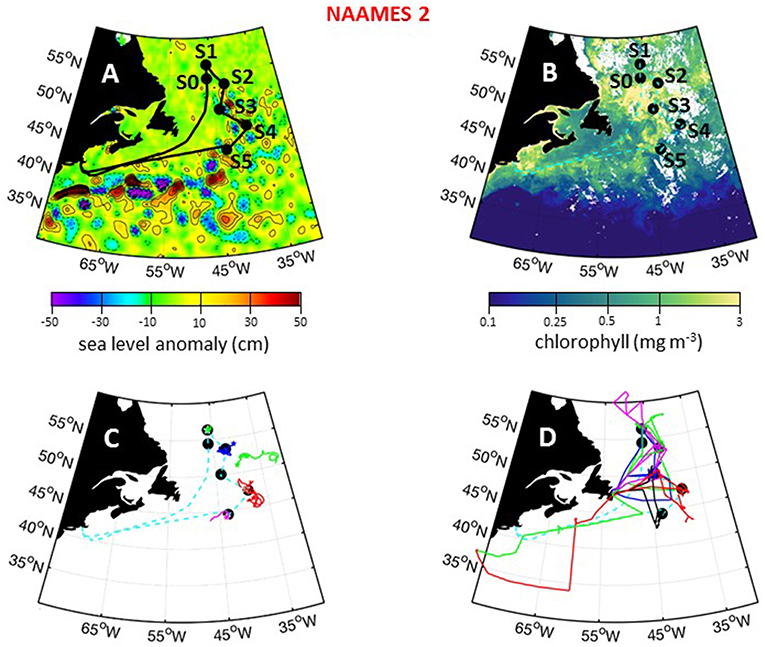 NAAMES 2
A
55°N
50°N
45°N
40°N
35°N
65°W
55°W
45°W
35°W
S1
S0
S2
S3
S4
S5
-50
-30
-10
10
30
50
sea level anomaly (cm)
B
55°N
50°N
45°N
40°N
35°N
65°W
55°W
45°W
35°W
S1
S0
S2
S3
S4
S5
0.1
0.25
0.5
1
3
chlorophyll (mg m-3)
C
55°N
50°N
45°N
40°N
35°N
65°W
55°W
45°W
35°W
D
55°N
50°N
45°N
40°N
35°N
65°W
55°W
45°W
35°W